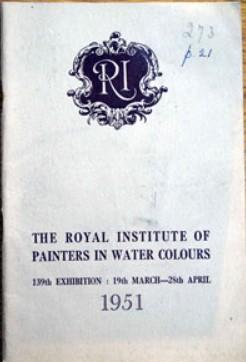 273
p. 21
RI
THE ROYAL INSTITUTE OF
PAINTERS IN WATER COLOURS
139th EXHIBITION : 19th MARCH—28th APRIL
1951